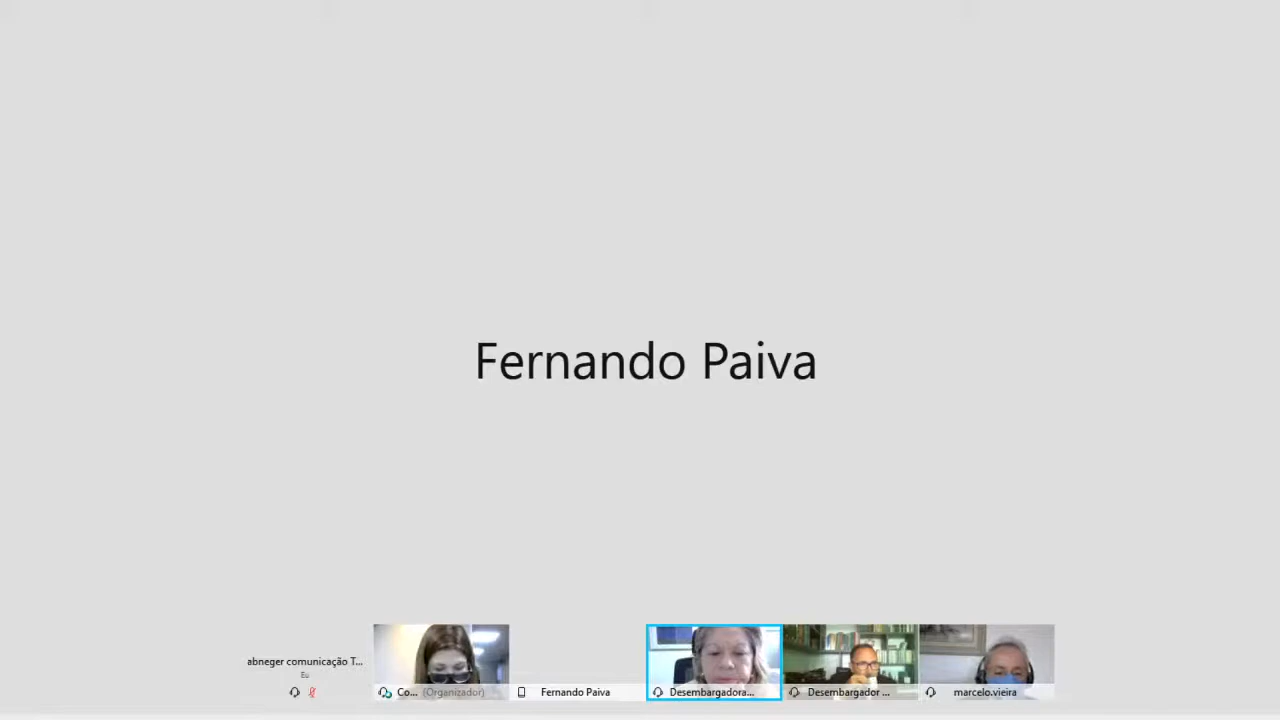 Fernando Paiva
abneger comunicação T...
Eu
Co... (Organizador)
Fernando Paiva
Desembargadora...
Desembargador ...
marcelo.vieira